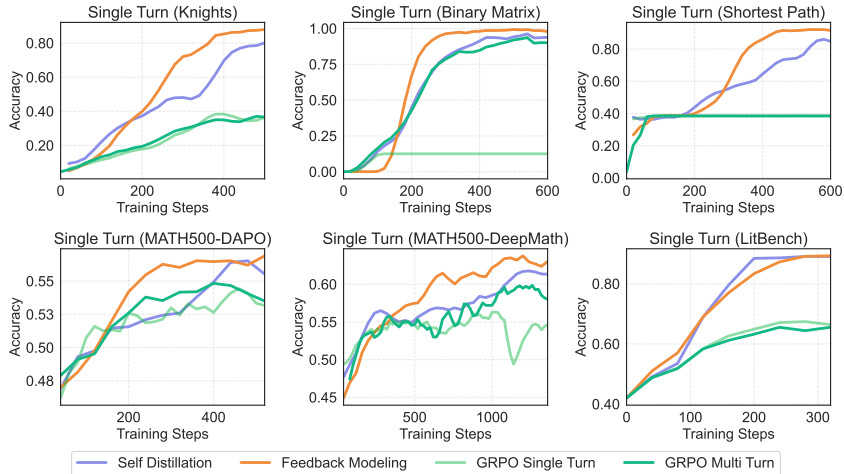 Single Turn (Knights)
Accuracy
0.80
0.60
0.40
0.20
0
200
400
Training Steps
Single Turn (Binary Matrix)
Accuracy
1.00
0.75
0.50
0.25
0.00
0
200
400
600
Training Steps
Single Turn (Shortest Path)
Accuracy
0.80
0.60
0.40
0.20
0.00
0
200
400
600
Training Steps
Single Turn (MATH500-DAPO)
Accuracy
0.55
0.53
0.50
0.48
200
400
Training Steps
Single Turn (MATH500-DeepMath)
Accuracy
0.60
0.55
0.50
0.45
500
1000
Training Steps
Single Turn (LitBench)
Accuracy
0.80
0.60
0.40
0
100
200
300
Training Steps
Self Distillation
Feedback Modeling
GRPO Single Turn
GRPO Multi Turn